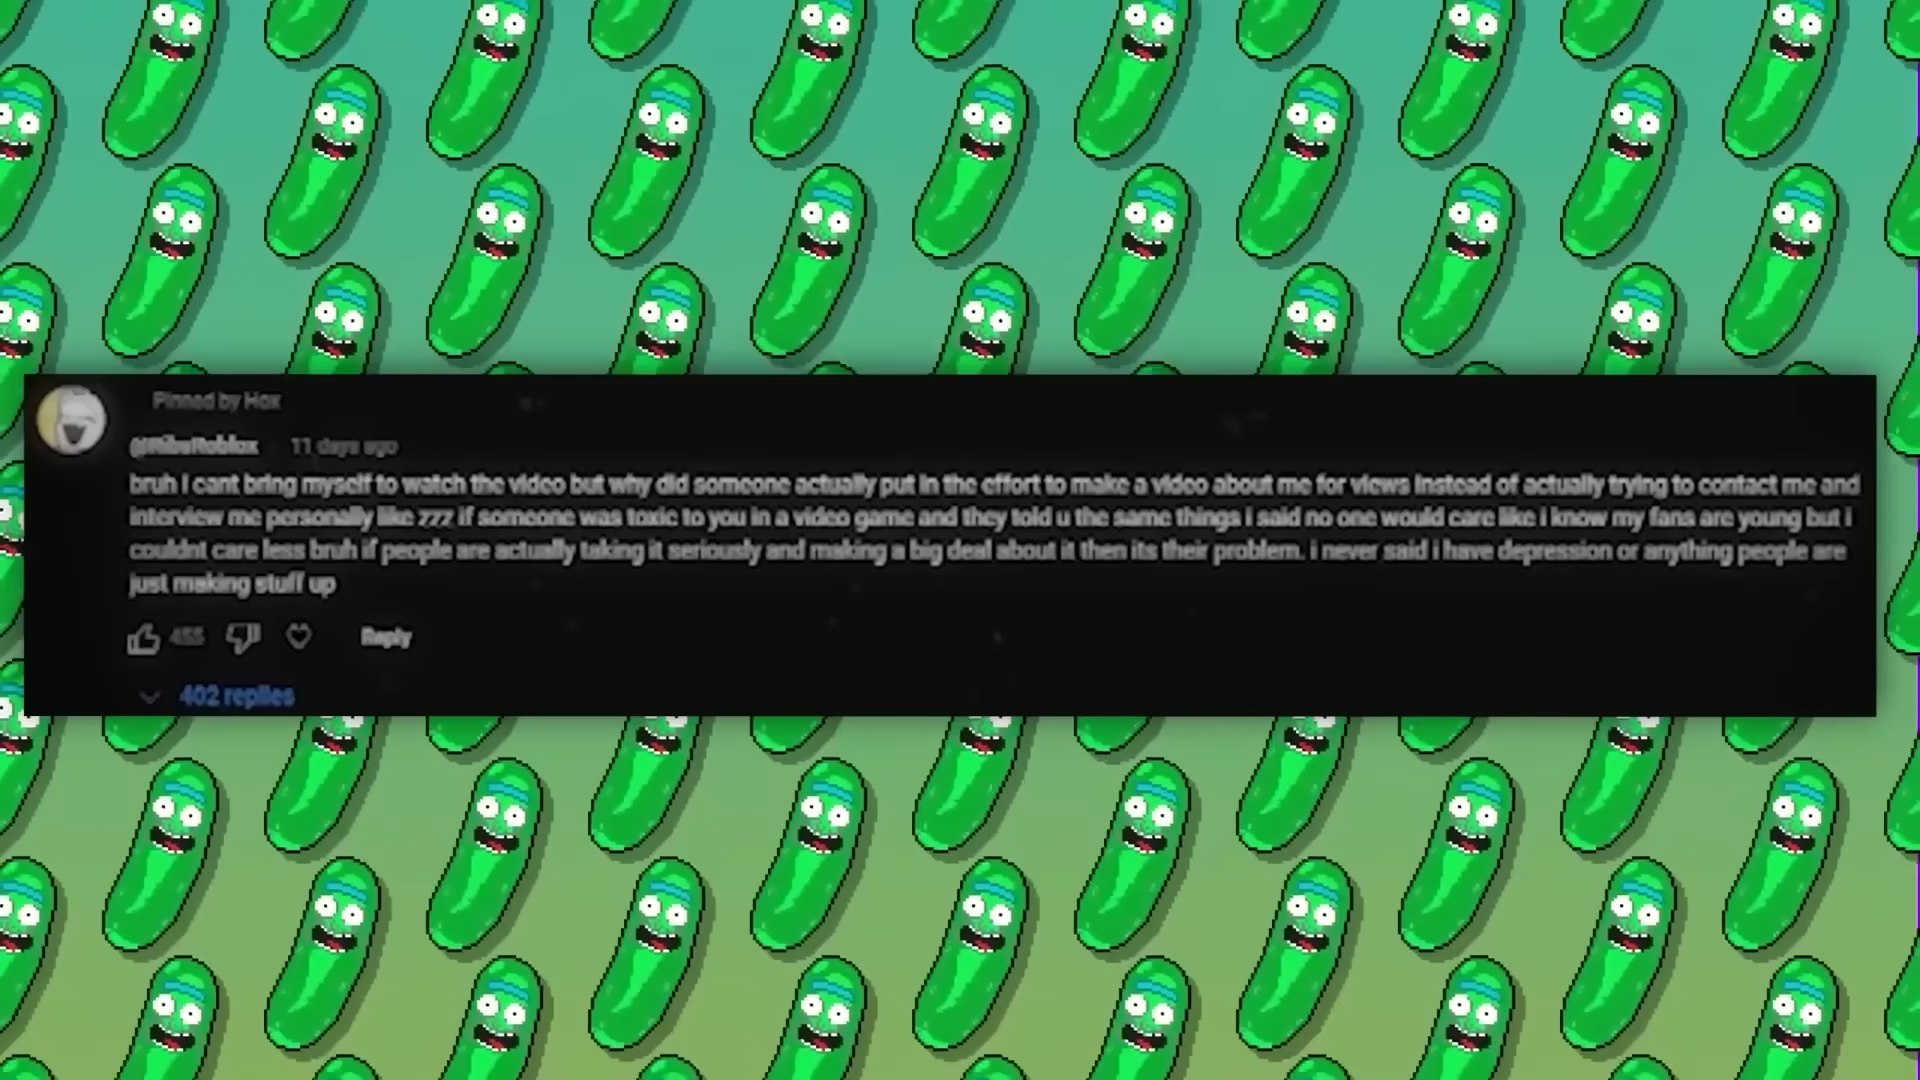 Pinned by Hox
@RibuRoblox 11 days ago
bruh I cant bring myself to watch the video but why did someone actually put in the effort to make a video about me for views instead of actually trying to contact me and
interview me personally like zzz if someone was toxic to you in a video game and they told u the same things i said no one would care like i know my fans are young but i
couldnt care less bruh if people are actually taking it seriously and making a big deal about it then its their problem. i never said i have depression or anything people are
just making stuff up
455 Reply
402 replies